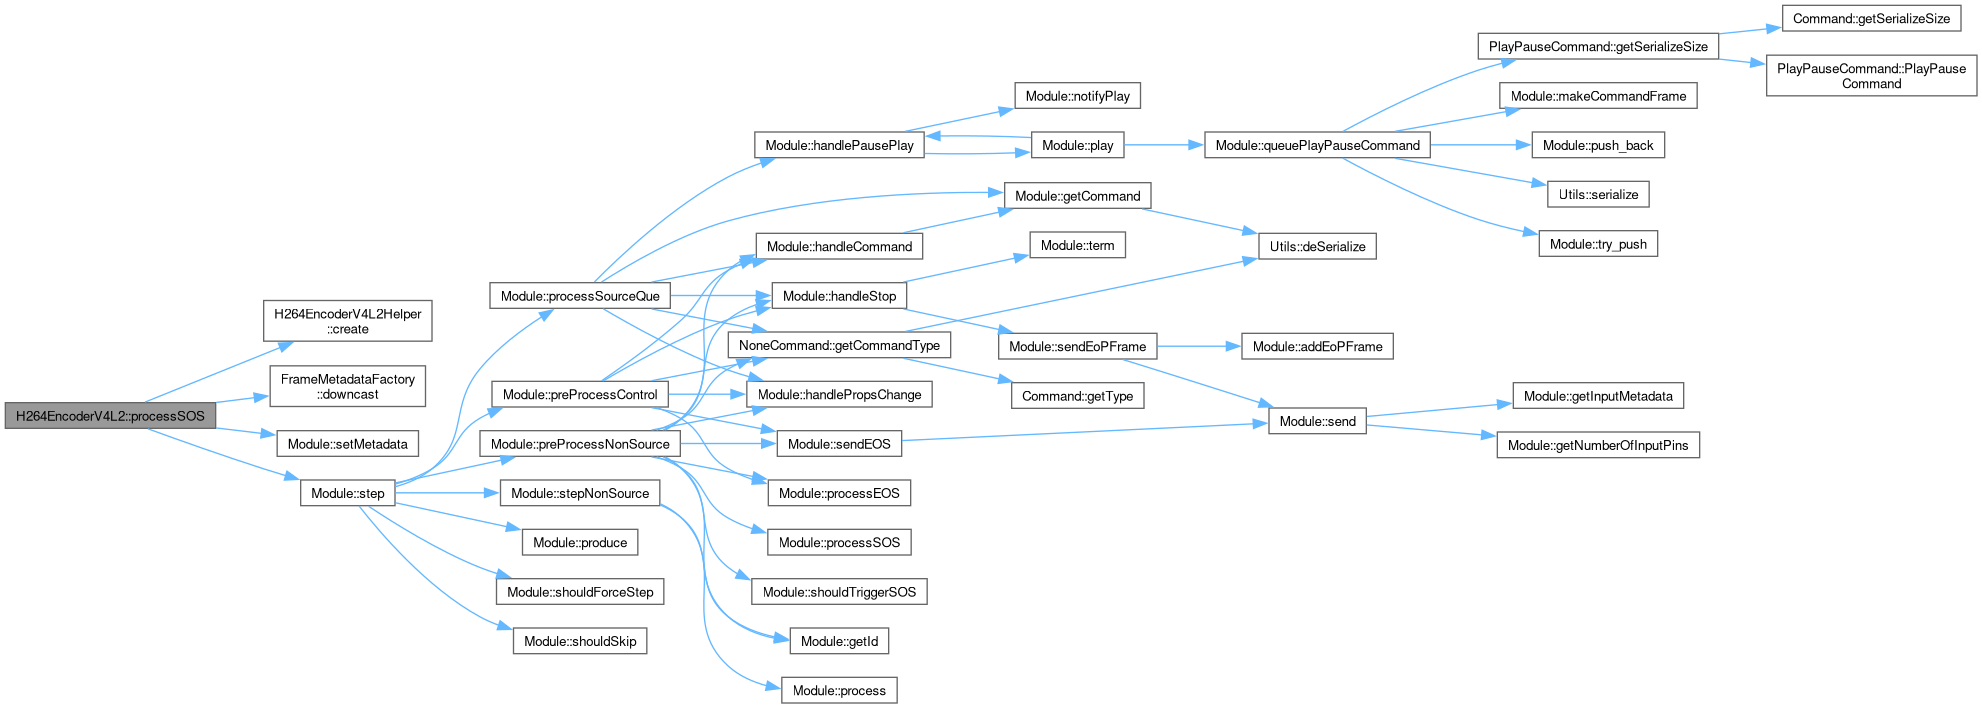 H264EncoderV4L2::processSOS
H264EncoderV4L2Helper
::create
FrameMetadataFactory
::downcast
Module::setMetadata
Module::step
Module::processSourceQue
Module::preProcessControl
Module::preProcessNonSource
Module::stepNonSource
Module::produce
Module::shouldForceStep
Module::shouldSkip
Module::handlePausePlay
Module::handleCommand
Module::handleStop
NoneCommand::getCommandType
Module::handlePropsChange
Module::sendEOS
Module::processEOS
Module::processSOS
Module::shouldTriggerSOS
Module::getId
Module::process
Module::notifyPlay
Module::play
Module::getCommand
Module::term
Module::sendEoPFrame
Command::getType
Module::queuePlayPauseCommand
Utils::deSerialize
Module::addEoPFrame
Module::send
PlayPauseCommand::getSerializeSize
Module::makeCommandFrame
Module::push_back
Utils::serialize
Module::try_push
Module::getInputMetadata
Module::getNumberOfInputPins
Command::getSerializeSize
PlayPauseCommand::PlayPause
Command